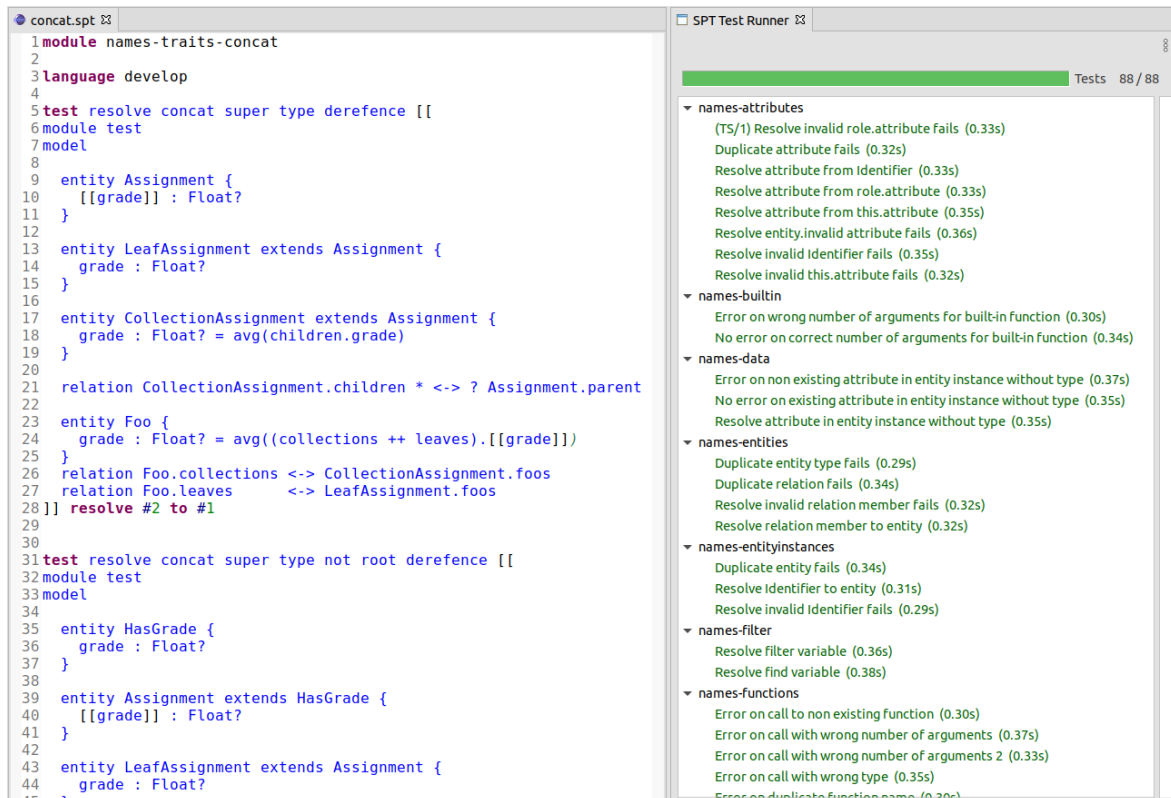 concat.spt
1 module names-traits-concat
2
3 language develop
4
5 test resolve concat super type derefence [[
6 module test
7 model
8
9   entity Assignment {
10     [[grade]] : Float?
11   }
12
13   entity LeafAssignment extends Assignment {
14     grade : Float?
15   }
16
17   entity CollectionAssignment extends Assignment {
18     grade : Float? = avg(children.grade)
19   }
20
21   relation CollectionAssignment.children * <-> ? Assignment.parent
22
23   entity Foo {
24     grade : Float? = avg((collections ++ leaves).[[grade]])
25   }
26   relation Foo.collections <-> CollectionAssignment.foos
27   relation Foo.leaves      <-> LeafAssignment.foos
28 ]] resolve #2 to #1
29
30
31 test resolve concat super type not root derefence [[
32 module test
33 model
34
35   entity HasGrade {
36     grade : Float?
37   }
38
39   entity Assignment extends HasGrade {
40     [[grade]] : Float?
41   }
42
43   entity LeafAssignment extends Assignment {
44     grade : Float?
SPT Test Runner
Tests 88 / 88
names-attributes
(TS/1) Resolve invalid role.attribute fails (0.33s)
Duplicate attribute fails (0.32s)
Resolve attribute from Identifier (0.33s)
Resolve attribute from role.attribute (0.33s)
Resolve attribute from this.attribute (0.35s)
Resolve entity.invalid attribute fails (0.36s)
Resolve invalid Identifier fails (0.35s)
Resolve invalid this.attribute fails (0.32s)
names-builtin
Error on wrong number of arguments for built-in function (0.30s)
No error on correct number of arguments for built-in function (0.34s)
names-data
Error on non existing attribute in entity instance without type (0.37s)
No error on existing attribute in entity instance without type (0.35s)
Resolve attribute in entity instance without type (0.35s)
names-entities
Duplicate entity type fails (0.29s)
Duplicate relation fails (0.34s)
Resolve invalid relation member fails (0.32s)
Resolve relation member to entity (0.32s)
names-entityinstances
Duplicate entity fails (0.34s)
Resolve Identifier to entity (0.31s)
Resolve invalid Identifier fails (0.29s)
names-filter
Resolve filter variable (0.36s)
Resolve find variable (0.38s)
names-functions
Error on call to non existing function (0.30s)
Error on call with wrong number of arguments (0.37s)
Error on call with wrong number of arguments 2 (0.33s)
Error on call with wrong type (0.35s)
Error on duplicate function name (0.30s)